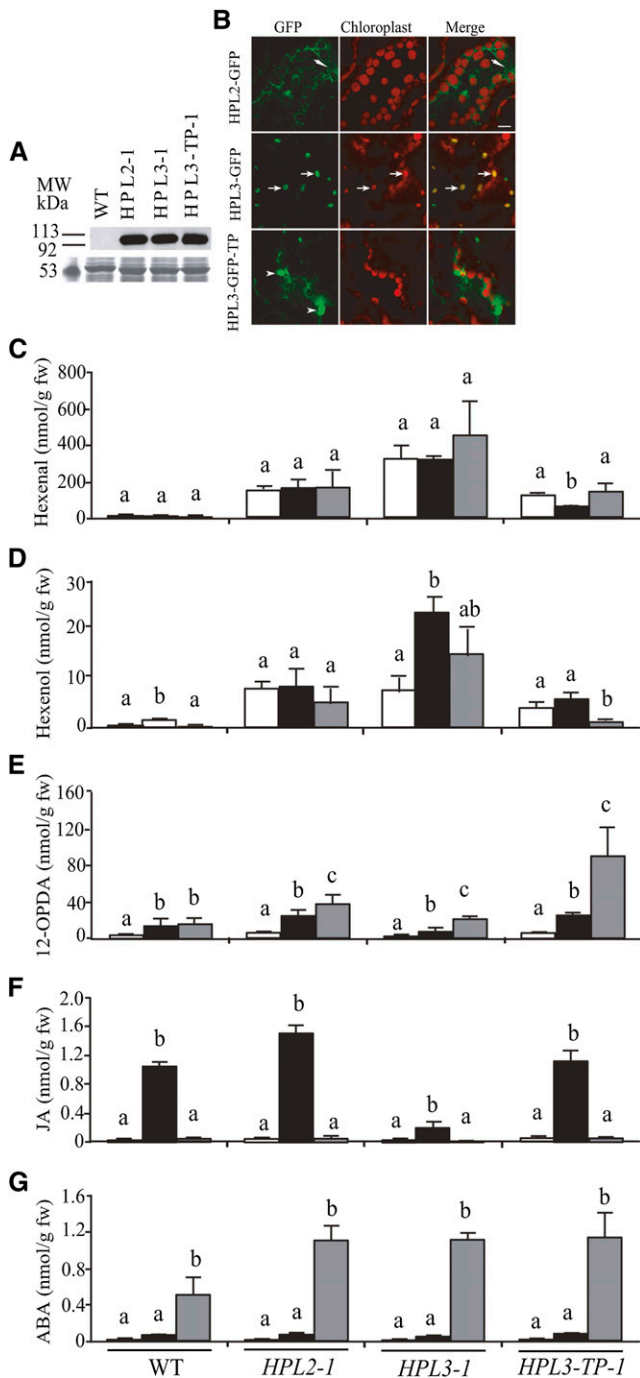 B
GFP Chloroplast Merge
HPL2-GFP
HPL3-GFP
HPL3-GFP-TP
A
MW
kDa
WT
HPL2-1
HPL3-1
HPL3-TP-1
113
92
53
C
Hexenal (nmol/g fw)
800
600
400
200
0
a a a a a a a a a a b a
D
Hexenol (nmol/g fw)
30
20
10
0
a b a a a a a b ab a a b
E
12-OPDA (nmol/g fw)
160
120
80
40
0
a b b a b c a b c a b c
F
JA (nmol/g fw)
2.0
1.6
1.2
0.8
0.4
0
a b a a b a a b a a b a
G
ABA (nmol/g fw)
1.6
1.2
0.8
0.4
0
a a b a a b a a b a a b
WT HPL2-1 HPL3-1 HPL3-TP-1